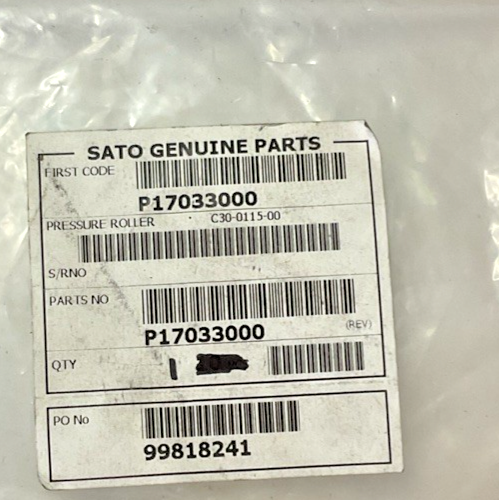 SATO GENUINE PARTS
FIRST CODE
P17033000
PRESSURE ROLLER C30-0115-00
S/RNO
PARTS NO
P17033000 (REV)
QTY 1
PO No
99818241